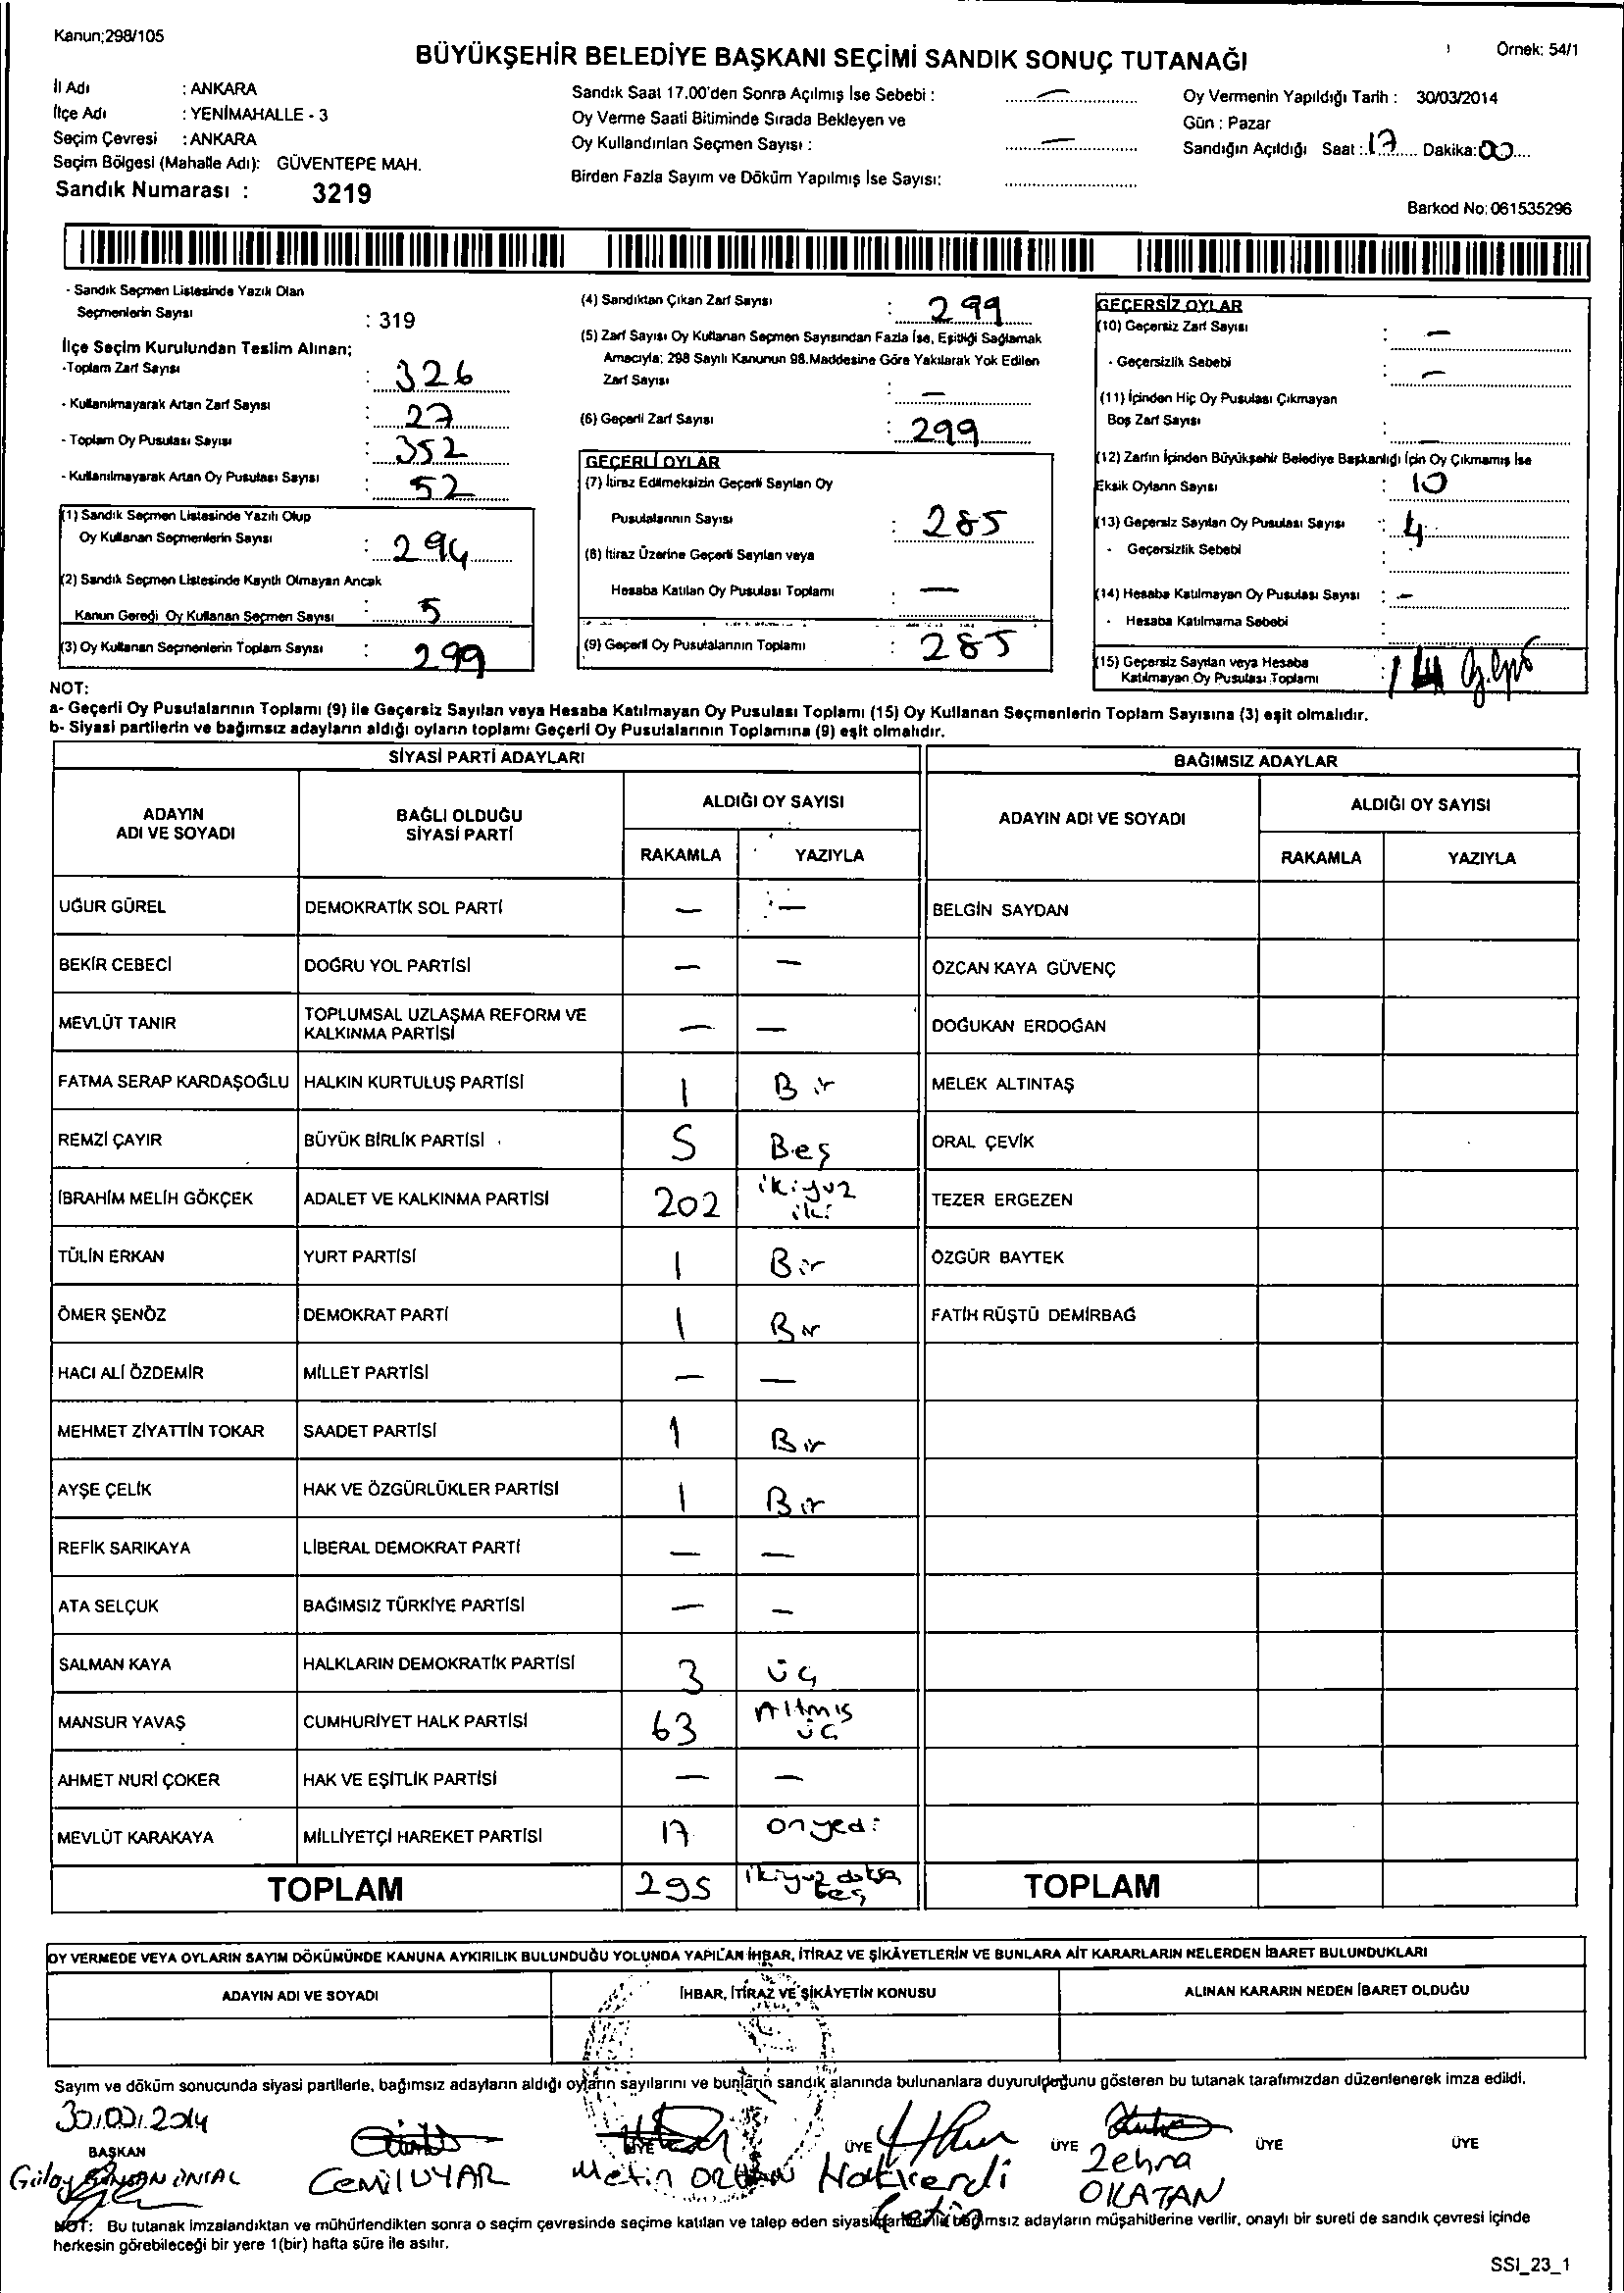 Kanun;298/105
BÜYÜKŞEHİR BELEDİYE BAŞKANI SEÇİMİ SANDIK SONUÇ TUTANAĞI
Örnek: 54/1
İl Adı : ANKARA
İlçe Adı : YENİMAHALLE - 3
Seçim Çevresi : ANKARA
Seçim Bölgesi (Mahalle Adı): GÜVENTEPE MAH.
Sandık Numarası : 3219
Sandık Saat 17.00'den Sonra Açılmış İse Sebebi : —
Oy Verme Saati Bitiminde Sırada Bekleyen ve
Oy Kullandırılan Seçmen Sayısı : —
Birden Fazla Sayım ve Döküm Yapılmış İse Sayısı:
Oy Vermenin Yapıldığı Tarih : 30/03/2014
Gün : Pazar
Sandığın Açıldığı Saat : 17 Dakika: 00
Barkod No: 061535296
- Sandık Seçmen Listesinde Yazılı Olan
Seçmenlerin Sayısı : 319
İlçe Seçim Kurulundan Teslim Alınan;
-Toplam Zarf Sayısı : 326
- Kullanılmayarak Artan Zarf Sayısı : 27
- Toplam Oy Pusulası Sayısı : 352
- Kullanılmayarak Artan Oy Pusulası Sayısı : 52
(1) Sandık Seçmen Listesinde Yazılı Olup
Oy Kullanan Seçmenlerin Sayısı : 294
(2) Sandık Seçmen Listesinde Kayıtlı Olmayan Ancak
Kanun Gereği Oy Kullanan Seçmen Sayısı : 5
(3) Oy Kullanan Seçmenlerin Toplam Sayısı : 299
(4) Sandıktan Çıkan Zarf Sayısı : 299
(5) Zarf Sayısı Oy Kullanan Seçmen Sayısından Fazla İse, Eşitliği Sağlamak
Amacıyla; 298 Sayılı Kanunun 98.Maddesine Göre Yakılarak Yok Edilen
Zarf Sayısı : —
(6) Geçerli Zarf Sayısı : 299
GEÇERLİ OYLAR
(7) İtiraz Edilmeksizin Geçerli Sayılan Oy
Pusulalarının Sayısı : 285
(8) İtiraz Üzerine Geçerli Sayılan veya
Hesaba Katılan Oy Pusulası Toplamı : —
(9) Geçerli Oy Pusulalarının Toplamı : 285
GEÇERSİZ OYLAR
(10) Geçersiz Zarf Sayısı : —
- Geçersizlik Sebebi : —
(11) İçinden Hiç Oy Pusulası Çıkmayan
Boş Zarf Sayısı : —
(12) Zarfın İçinden Büyükşehir Belediye Başkanlığı İçin Oy Çıkmamış İse
Eksik Oyların Sayısı : 10
(13) Geçersiz Sayılan Oy Pusulası Sayısı : 4
- Geçersizlik Sebebi :
(14) Hesaba Katılmayan Oy Pusulası Sayısı : —
- Hesaba Katılmama Sebebi :
(15) Geçersiz Sayılan veya Hesaba
Katılmayan Oy Pusulası Toplamı : 14
NOT:
a- Geçerli Oy Pusulalarının Toplamı (9) ile Geçersiz Sayılan veya Hesaba Katılmayan Oy Pusulası Toplamı (15) Oy Kullanan Seçmenlerin Toplam Sayısına (3) eşit olmalıdır.
b- Siyasi partilerin ve bağımsız adayların aldığı oyların toplamı Geçerli Oy Pusulalarının Toplamına (9) eşit olmalıdır.
SİYASİ PARTİ ADAYLARI
BAĞIMSIZ ADAYLAR
ADAYIN ADI VE SOYADI
BAĞLI OLDUĞU SİYASİ PARTİ
ALDIĞI OY SAYISI
RAKAMLA YAZIYLA
ADAYIN ADI VE SOYADI
ALDIĞI OY SAYISI
RAKAMLA YAZIYLA
UĞUR GÜREL DEMOKRATİK SOL PARTİ — — BELGİN SAYDAN
BEKİR CEBECİ DOĞRU YOL PARTİSİ — — ÖZCAN KAYA GÜVENÇ
MEVLÜT TANIR TOPLUMSAL UZLAŞMA REFORM VE KALKINMA PARTİSİ — — DOĞUKAN ERDOĞAN
FATMA SERAP KARDAŞOĞLU HALKIN KURTULUŞ PARTİSİ 1 Bir MELEK ALTINTAŞ
REMZİ ÇAYIR BÜYÜK BİRLİK PARTİSİ 5 Beş ORAL ÇEVİK
İBRAHİM MELİH GÖKÇEK ADALET VE KALKINMA PARTİSİ 202 ikiyuz iki TEZER ERGEZEN
TÜLİN ERKAN YURT PARTİSİ 1 Bir ÖZGÜR BAYTEK
ÖMER ŞENÖZ DEMOKRAT PARTİ 1 Bir FATİH RÜŞTÜ DEMİRBAĞ
HACI ALİ ÖZDEMİR MİLLET PARTİSİ — —
MEHMET ZİYATTİN TOKAR SAADET PARTİSİ 1 Bir
AYŞE ÇELİK HAK VE ÖZGÜRLÜKLER PARTİSİ 1 Bir
REFİK SARIKAYA LİBERAL DEMOKRAT PARTİ — —
ATA SELÇUK BAĞIMSIZ TÜRKİYE PARTİSİ — —
SALMAN KAYA HALKLARIN DEMOKRATİK PARTİSİ 3 üç
MANSUR YAVAŞ CUMHURİYET HALK PARTİSİ 63 Altmış üç
AHMET NURİ ÇOKER HAK VE EŞİTLİK PARTİSİ — —
MEVLÜT KARAKAYA MİLLİYETÇİ HAREKET PARTİSİ 17 onyedi
TOPLAM 295 ikiyuz doksa beş TOPLAM
OY VERMEDE VEYA OYLARIN SAYIM DÖKÜMÜNDE KANUNA AYKIRILIK BULUNDUĞU YOLUNDA YAPILAN İHBAR, İTİRAZ VE ŞİKÂYETLERİN VE BUNLARA AİT KARARLARIN NELERDEN İBARET BULUNDUKLARI
ADAYIN ADI VE SOYADI İHBAR, İTİRAZ VE ŞİKÂYETİN KONUSU ALINAN KARARIN NEDEN İBARET OLDUĞU
Sayım ve döküm sonucunda siyasi partilerle, bağımsız adayların aldığı oyların sayılarını ve bunların sandık alanında bulunanlara duyurulduğunu gösteren bu tutanak tarafımızdan düzenlenerek imza edildi.
30.03.2014
BAŞKAN ÜYE ÜYE ÜYE ÜYE ÜYE
Gülay ÜNSAL CEMİL UYAR Metin Hakverdi Çetin Zehra OKATAN
NOT: Bu tutanak imzalandıktan ve mühürlendikten sonra o seçim çevresinde seçime katılan ve talep eden siyasi partilerle bağımsız adayların müşahitlerine verilir, onaylı bir sureti de sandık çevresi içinde
herkesin görebileceği bir yere 1(bir) hafta süre ile asılır.
SSI_23_1